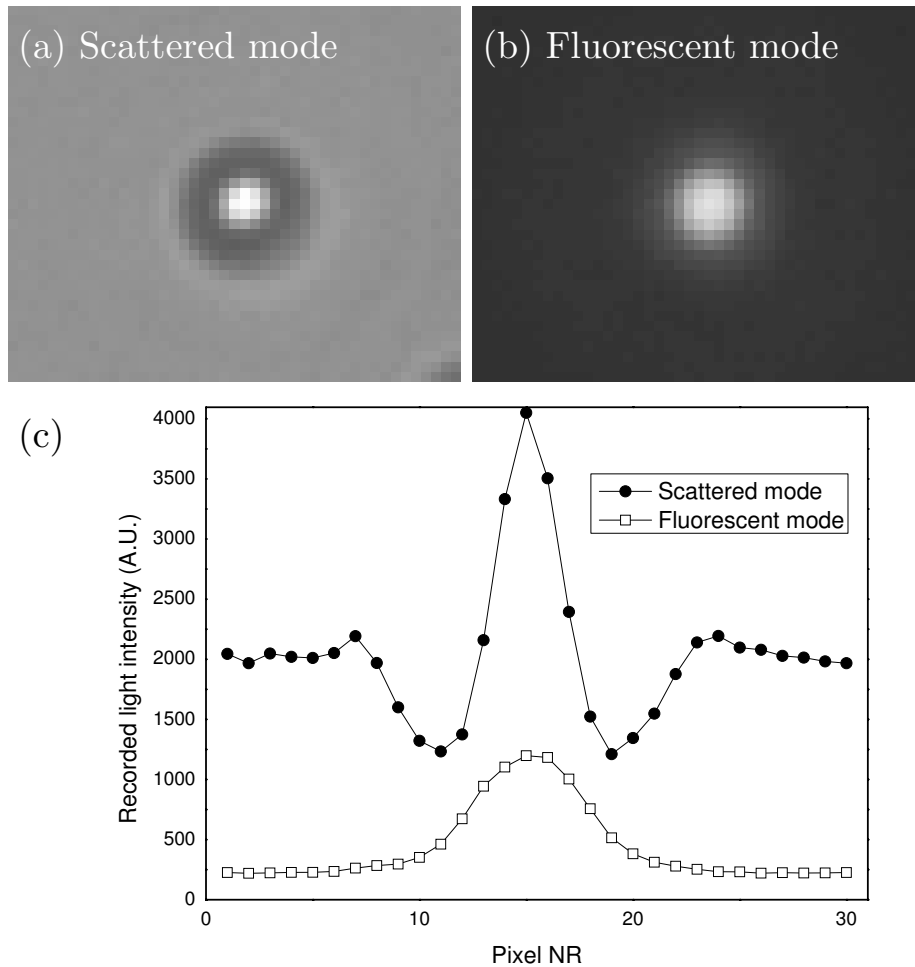 (a) Scattered mode
(b) Fluorescent mode
(c)
4000
3500
3000
2500
2000
1500
1000
500
0
Recorded light intensity (A.U.)
Scattered mode
Fluorescent mode
0
10
20
30
Pixel NR